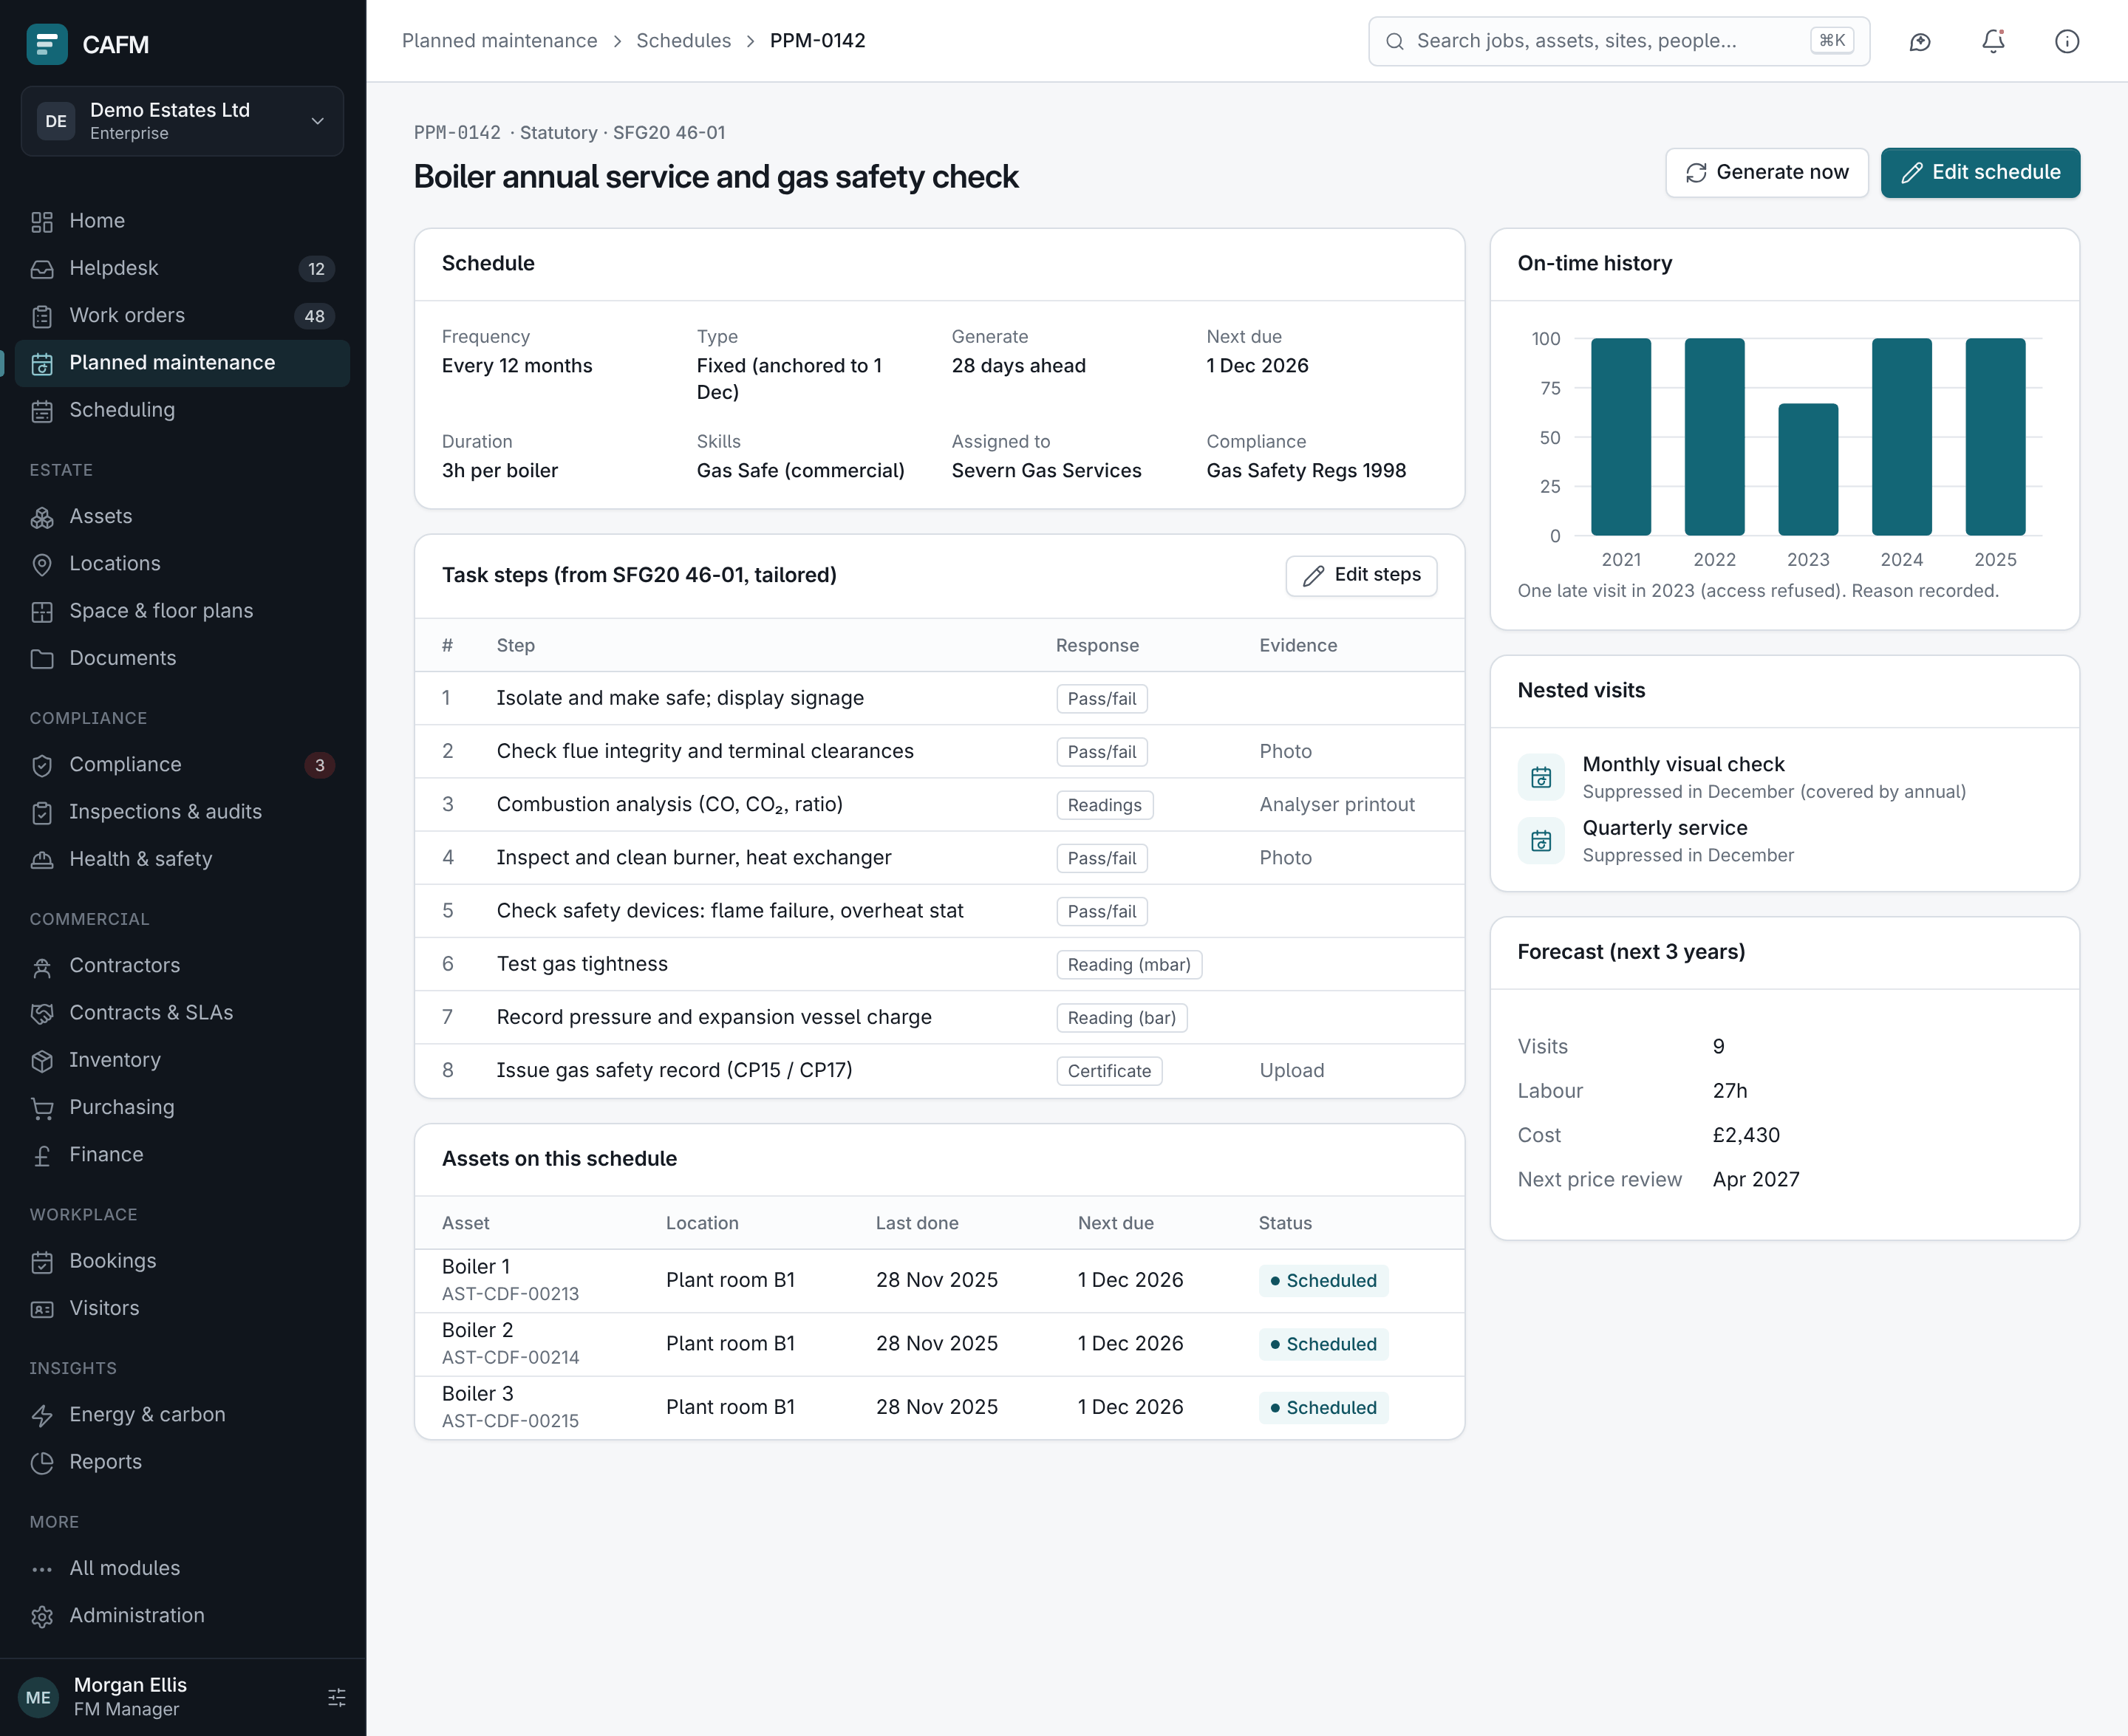 CAFM
DE
Demo Estates Ltd
Enterprise
Home
Helpdesk 12
Work orders 48
Planned maintenance
Scheduling
ESTATE
Assets
Locations
Space & floor plans
Documents
COMPLIANCE
Compliance 3
Inspections & audits
Health & safety
COMMERCIAL
Contractors
Contracts & SLAs
Inventory
Purchasing
Finance
WORKPLACE
Bookings
Visitors
INSIGHTS
Energy & carbon
Reports
MORE
All modules
Administration
ME
Morgan Ellis
FM Manager
Planned maintenance > Schedules > PPM-0142
Search jobs, assets, sites, people... ⌘K
PPM-0142 · Statutory · SFG20 46-01
Boiler annual service and gas safety check
Generate now
Edit schedule
Schedule
Frequency Type Generate Next due
Every 12 months Fixed (anchored to 1 28 days ahead 1 Dec 2026
Dec)
Duration Skills Assigned to Compliance
3h per boiler Gas Safe (commercial) Severn Gas Services Gas Safety Regs 1998
Task steps (from SFG20 46-01, tailored) Edit steps
# Step Response Evidence
1 Isolate and make safe; display signage Pass/fail
2 Check flue integrity and terminal clearances Pass/fail Photo
3 Combustion analysis (CO, CO₂, ratio) Readings Analyser printout
4 Inspect and clean burner, heat exchanger Pass/fail Photo
5 Check safety devices: flame failure, overheat stat Pass/fail
6 Test gas tightness Reading (mbar)
7 Record pressure and expansion vessel charge Reading (bar)
8 Issue gas safety record (CP15 / CP17) Certificate Upload
Assets on this schedule
Asset Location Last done Next due Status
Boiler 1
AST-CDF-00213 Plant room B1 28 Nov 2025 1 Dec 2026 Scheduled
Boiler 2
AST-CDF-00214 Plant room B1 28 Nov 2025 1 Dec 2026 Scheduled
Boiler 3
AST-CDF-00215 Plant room B1 28 Nov 2025 1 Dec 2026 Scheduled
On-time history
100
75
50
25
0
2021 2022 2023 2024 2025
One late visit in 2023 (access refused). Reason recorded.
Nested visits
Monthly visual check
Suppressed in December (covered by annual)
Quarterly service
Suppressed in December
Forecast (next 3 years)
Visits 9
Labour 27h
Cost £2,430
Next price review Apr 2027